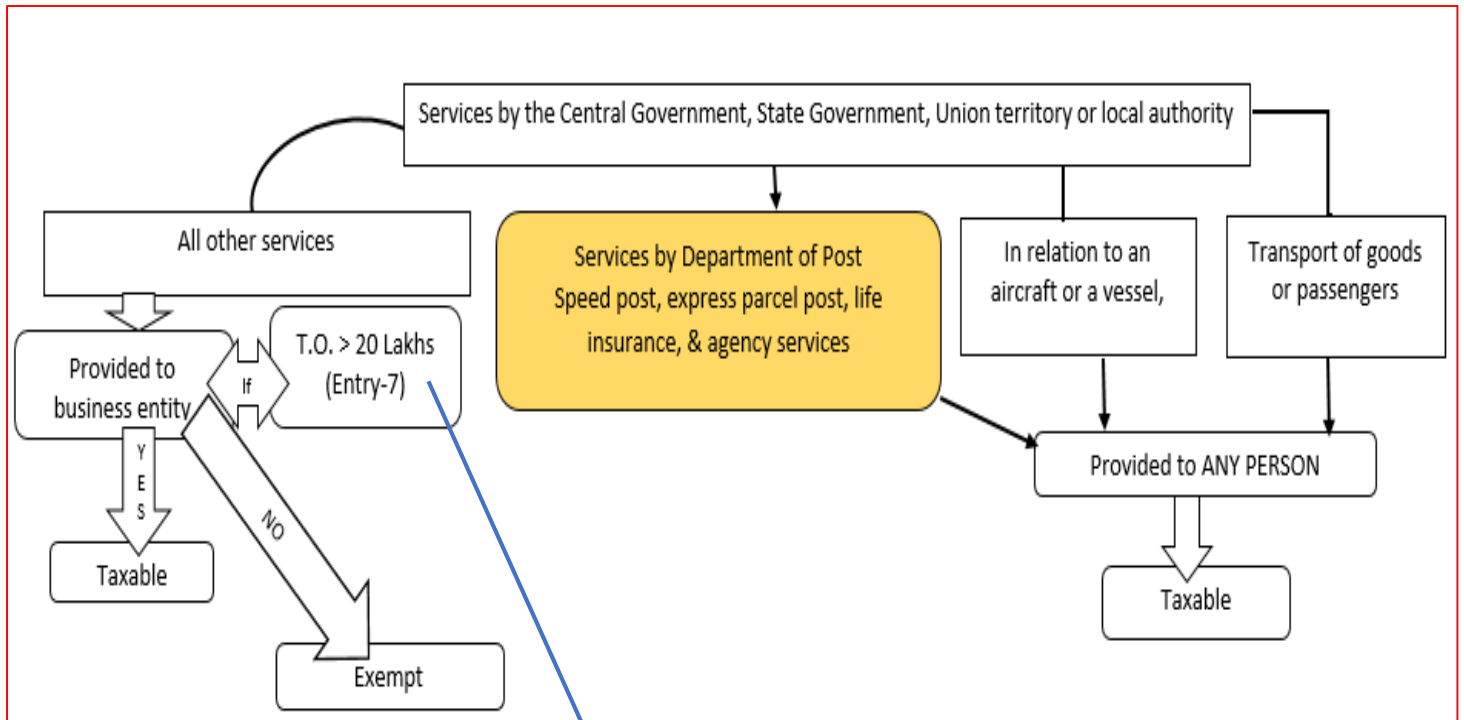 Services by the Central Government, State Government, Union territory or local authority
All other services
Services by Department of Post
Speed post, express parcel post, life
insurance, & agency services
In relation to an
aircraft or a vessel,
Transport of goods
or passengers
Provided to
business entity
If
T.O. > 20 Lakhs
(Entry-7)
YES
NO
Taxable
Exempt
Provided to ANY PERSON
Taxable